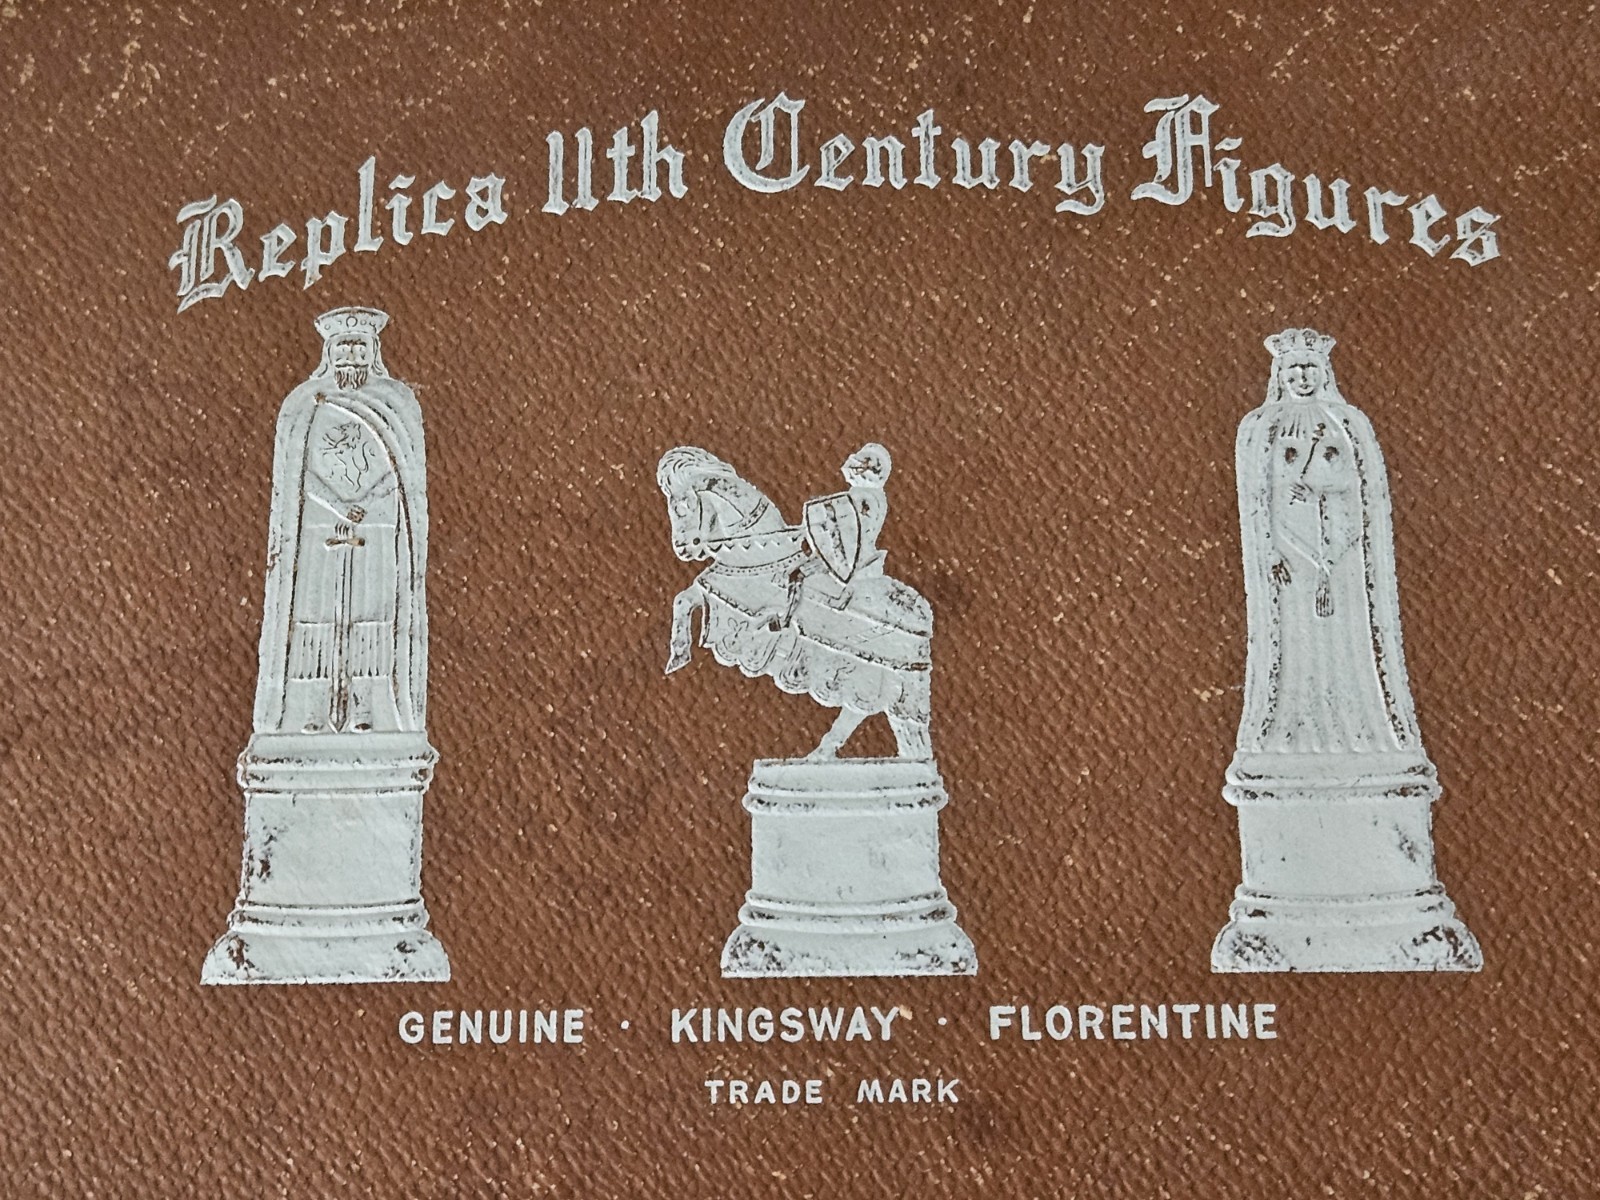 Replica 11th Century Figures
GENUINE · KINGSWAY · FLORENTINE
TRADE MARK